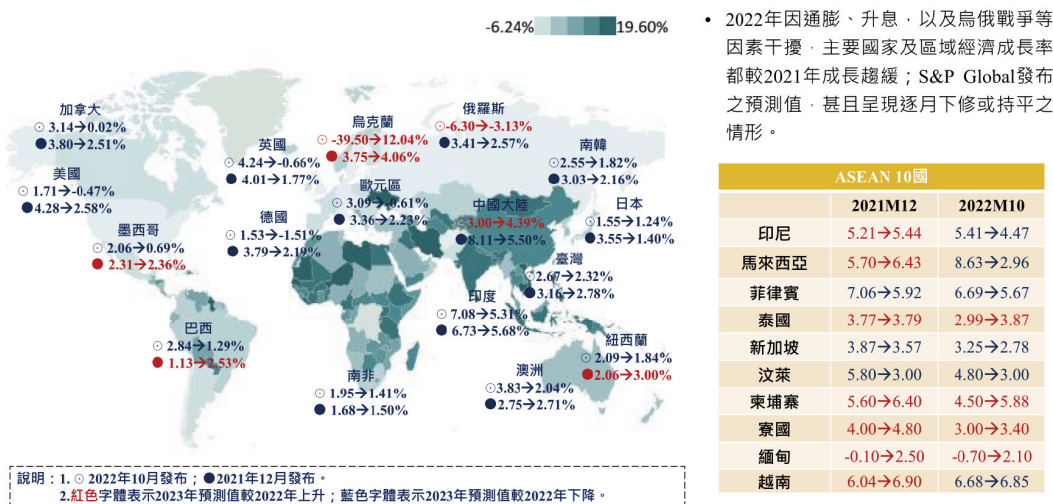 -6.24% 19.60%
加拿大
⊙ 3.14→0.02%
● 3.80→2.51%
美國
⊙ 1.71→-0.47%
● 4.28→2.58%
墨西哥
⊙ 2.06→0.69%
● 2.31→2.36%
巴西
⊙ 2.84→1.29%
● 1.13→2.53%
英國
⊙ 4.24→-0.66%
● 4.01→1.77%
德國
⊙ 1.53→-1.51%
● 3.79→2.19%
烏克蘭
⊙ -39.50→12.04%
● 3.75→4.06%
歐元區
⊙ 3.09→-0.61%
● 3.36→2.23%
俄羅斯
⊙ -6.30→-3.13%
● 3.41→2.57%
南韓
⊙ 2.55→1.82%
● 3.03→2.16%
中國大陸
⊙ 3.00→4.39%
● 8.11→5.50%
日本
⊙ 1.55→1.24%
● 3.55→1.40%
臺灣
⊙ 2.67→2.32%
● 3.16→2.78%
印度
⊙ 7.08→5.31%
● 6.73→5.68%
紐西蘭
⊙ 2.09→1.84%
● 2.06→3.00%
南非
⊙ 1.95→1.41%
● 1.68→1.50%
澳洲
⊙ 3.83→2.04%
● 2.75→2.71%
說明：1. ⊙ 2022年10月發布；● 2021年12月發布。
2.紅色字體表示2023年預測值較2022年上升；藍色字體表示2023年預測值較2022年下降。
• 2022年因通膨、升息，以及烏俄戰爭等
因素干擾，主要國家及區域經濟成長率
都較2021年成長趨緩；S&P Global發布
之預測值，甚且呈現逐月下修或持平之
情形。
ASEAN 10國
2021M12 2022M10
印尼 5.21→5.44 5.41→4.47
馬來西亞 5.70→6.43 8.63→2.96
菲律賓 7.06→5.92 6.69→5.67
泰國 3.77→3.79 2.99→3.87
新加坡 3.87→3.57 3.25→2.78
汶萊 5.80→3.00 4.80→3.00
柬埔寨 5.60→6.40 4.50→5.88
寮國 4.00→4.80 3.00→3.40
緬甸 -0.10→2.50 -0.70→2.10
越南 6.04→6.90 6.68→6.85